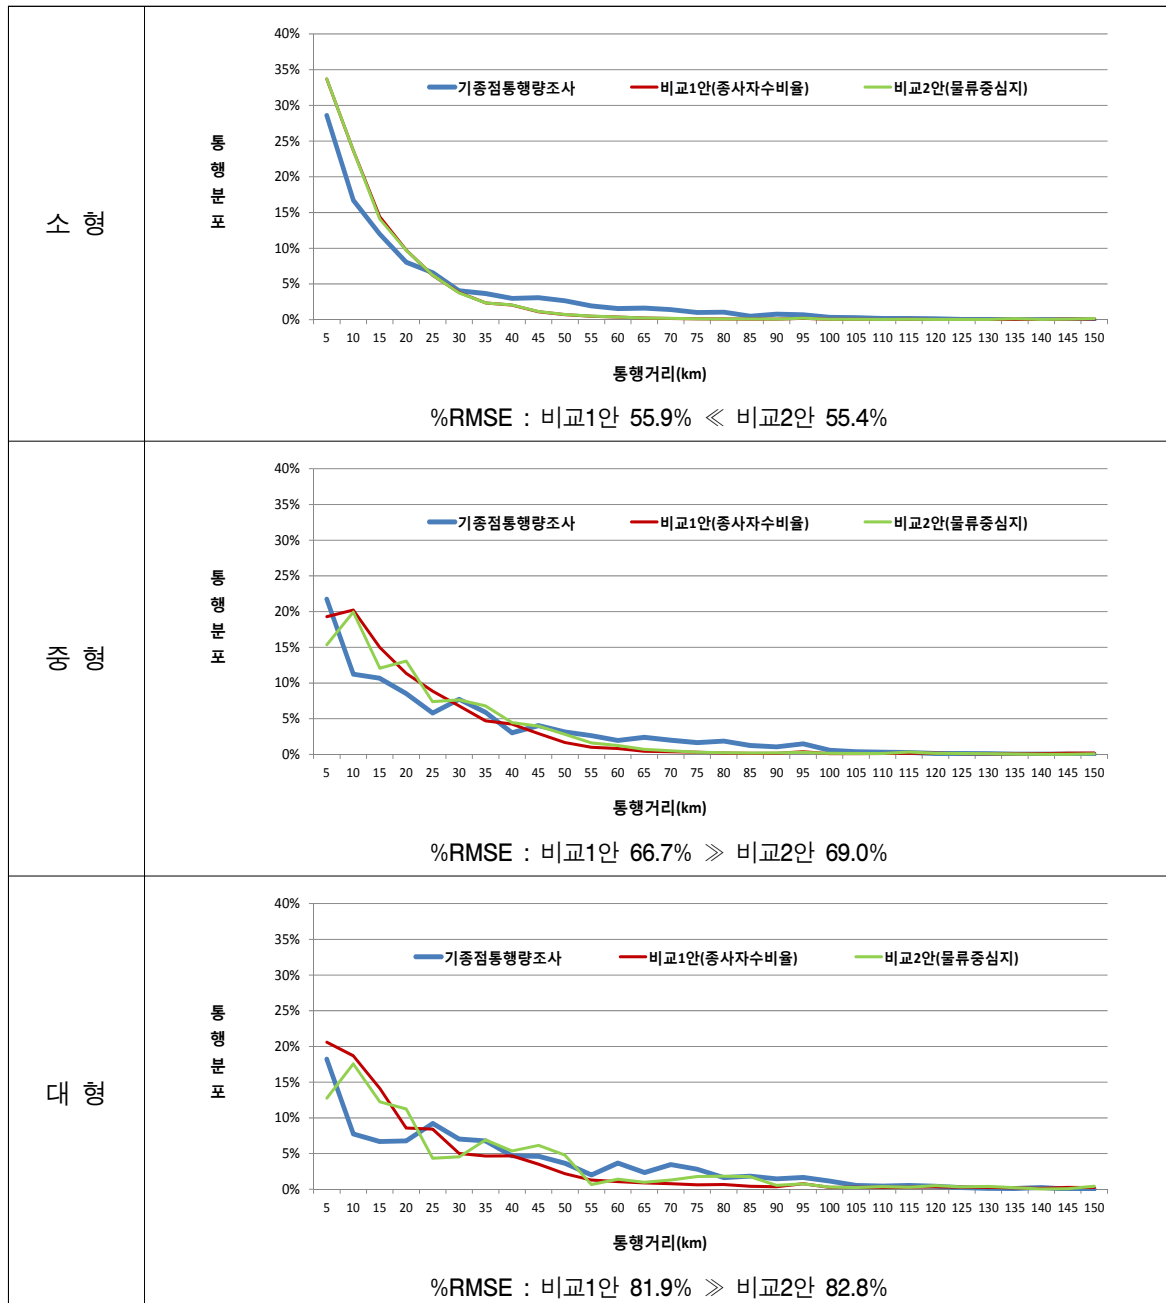 소 형
40%
35%
30%
25%
20%
15%
10%
5%
0%
통행분포
기종점통행량조사 비교1안(종사자수비율) 비교2안(물류중심지)
5 10 15 20 25 30 35 40 45 50 55 60 65 70 75 80 85 90 95 100 105 110 115 120 125 130 135 140 145 150
통행거리(km)
%RMSE : 비교1안 55.9% ≪ 비교2안 55.4%
중 형
40%
35%
30%
25%
20%
15%
10%
5%
0%
통행분포
기종점통행량조사 비교1안(종사자수비율) 비교2안(물류중심지)
5 10 15 20 25 30 35 40 45 50 55 60 65 70 75 80 85 90 95 100 105 110 115 120 125 130 135 140 145 150
통행거리(km)
%RMSE : 비교1안 66.7% ≫ 비교2안 69.0%
대 형
40%
35%
30%
25%
20%
15%
10%
5%
0%
통행분포
기종점통행량조사 비교1안(종사자수비율) 비교2안(물류중심지)
5 10 15 20 25 30 35 40 45 50 55 60 65 70 75 80 85 90 95 100 105 110 115 120 125 130 135 140 145 150
통행거리(km)
%RMSE : 비교1안 81.9% ≫ 비교2안 82.8%